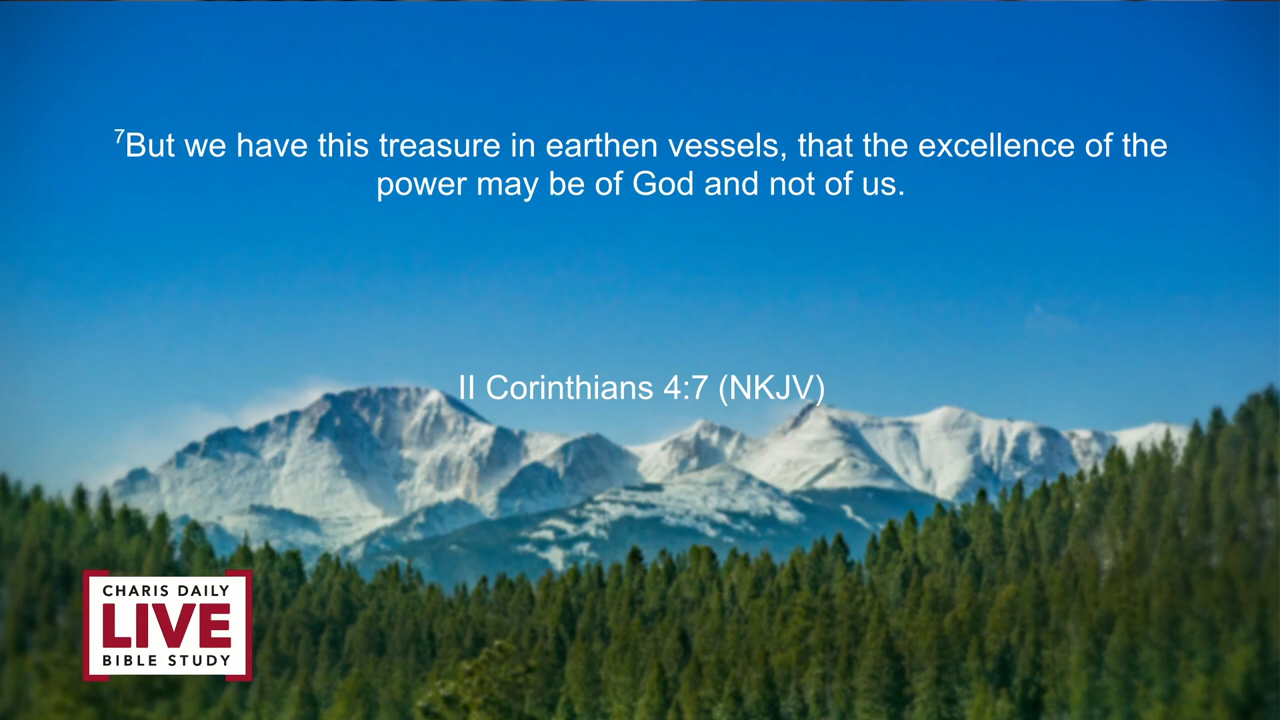 ⁷But we have this treasure in earthen vessels, that the excellence of the
power may be of God and not of us.
II Corinthians 4:7 (NKJV)
CHARIS DAILY
LIVE
BIBLE STUDY